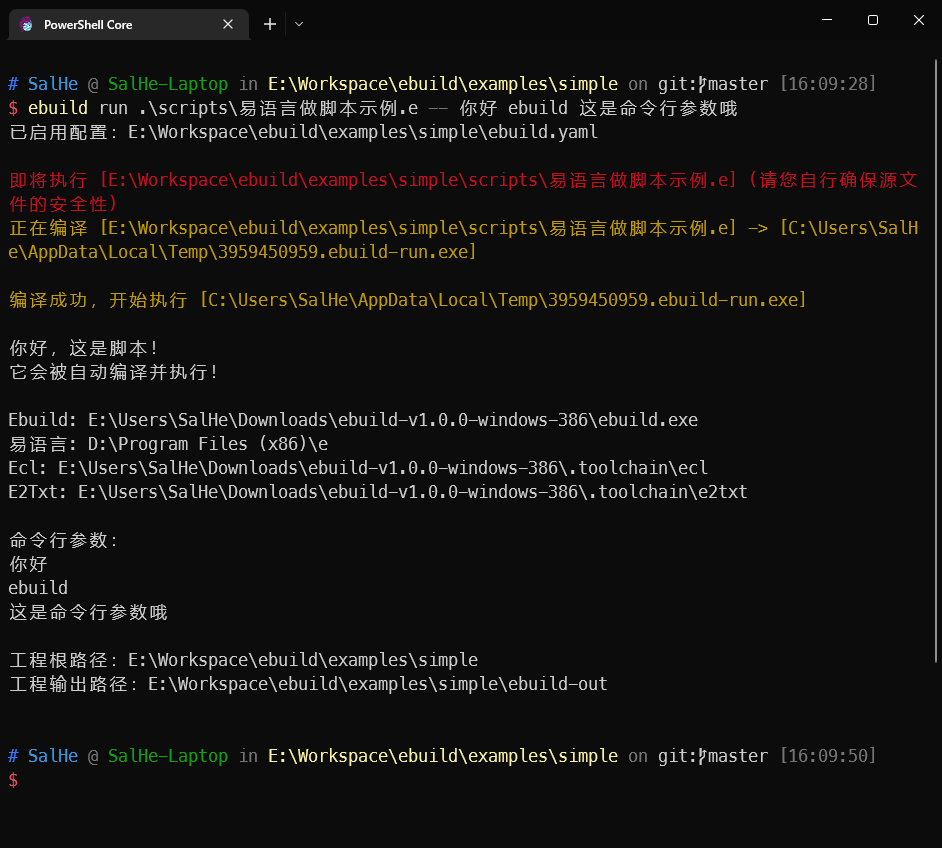 PowerShell Core
# SalHe @ SalHe-Laptop in E:\Workspace\ebuild\examples\simple on git:master [16:09:28]
$ ebuild run .\scripts\易语言做脚本示例.e -- 你好 ebuild 这是命令行参数哦
已启用配置: E:\Workspace\ebuild\examples\simple\ebuild.yaml
即将执行 [E:\Workspace\ebuild\examples\simple\scripts\易语言做脚本示例.e] (请您自行确保源文
件的安全性)
正在编译 [E:\Workspace\ebuild\examples\simple\scripts\易语言做脚本示例.e] -> [C:\Users\SalH
e\AppData\Local\Temp\3959450959.ebuild-run.exe]
编译成功, 开始执行 [C:\Users\SalHe\AppData\Local\Temp\3959450959.ebuild-run.exe]
你好, 这是脚本!
它会被自动编译并执行!
Ebuild: E:\Users\SalHe\Downloads\ebuild-v1.0.0-windows-386\ebuild.exe
易语言: D:\Program Files (x86)\e
Ecl: E:\Users\SalHe\Downloads\ebuild-v1.0.0-windows-386\.toolchain\ecl
E2Txt: E:\Users\SalHe\Downloads\ebuild-v1.0.0-windows-386\.toolchain\e2txt
命令行参数:
你好
ebuild
这是命令行参数哦
工程根路径: E:\Workspace\ebuild\examples\simple
工程输出路径: E:\Workspace\ebuild\examples\simple\ebuild-out
# SalHe @ SalHe-Laptop in E:\Workspace\ebuild\examples\simple on git:master [16:09:50]
$